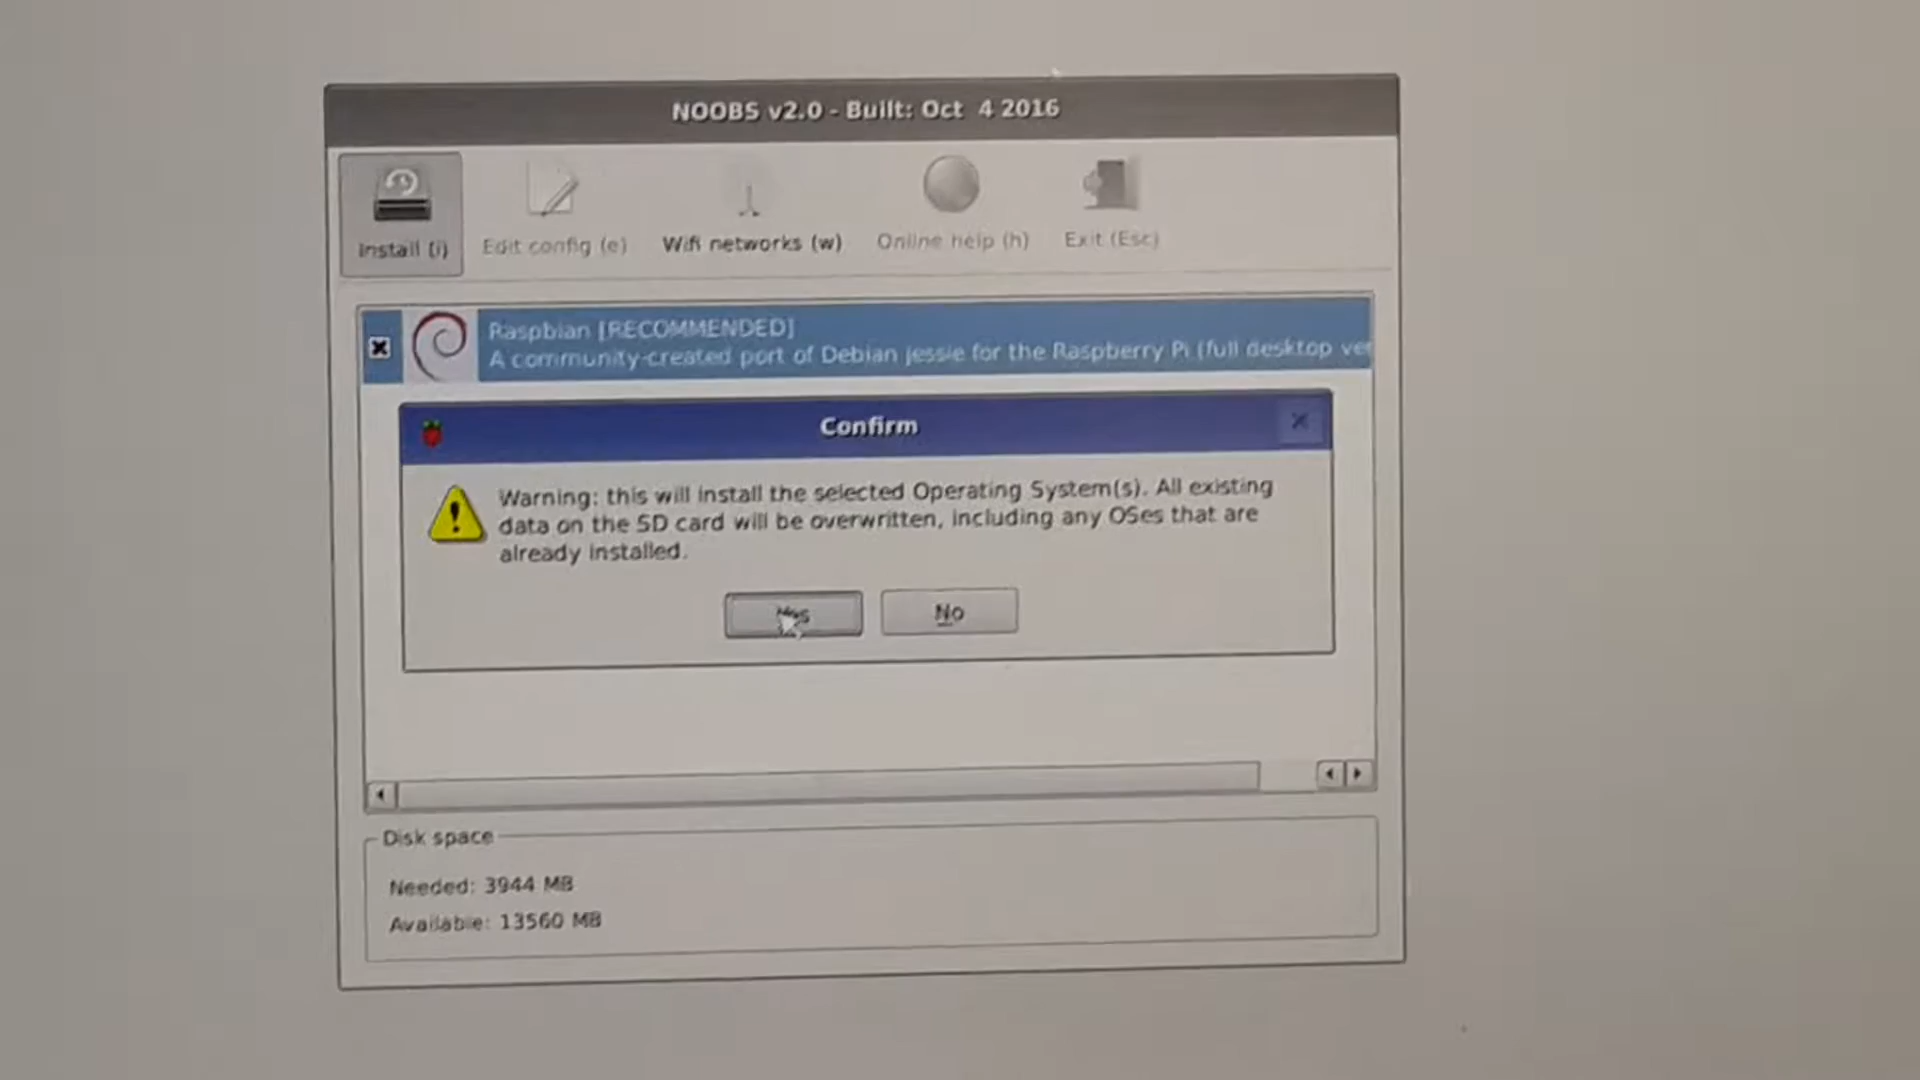 NOOBS v2.0 - Built: Oct 4 2016
Install (i)
Edit config (e)
Wifi networks (w)
Online help (h)
Exit (Esc)
Raspbian [RECOMMENDED]
A community-created port of Debian jessie for the Raspberry Pi (full desktop ver
Confirm
Warning: this will install the selected Operating System(s). All existing
data on the SD card will be overwritten, including any OSes that are
already installed.
Yes
No
Disk space
Needed: 3944 MB
Available: 13560 MB